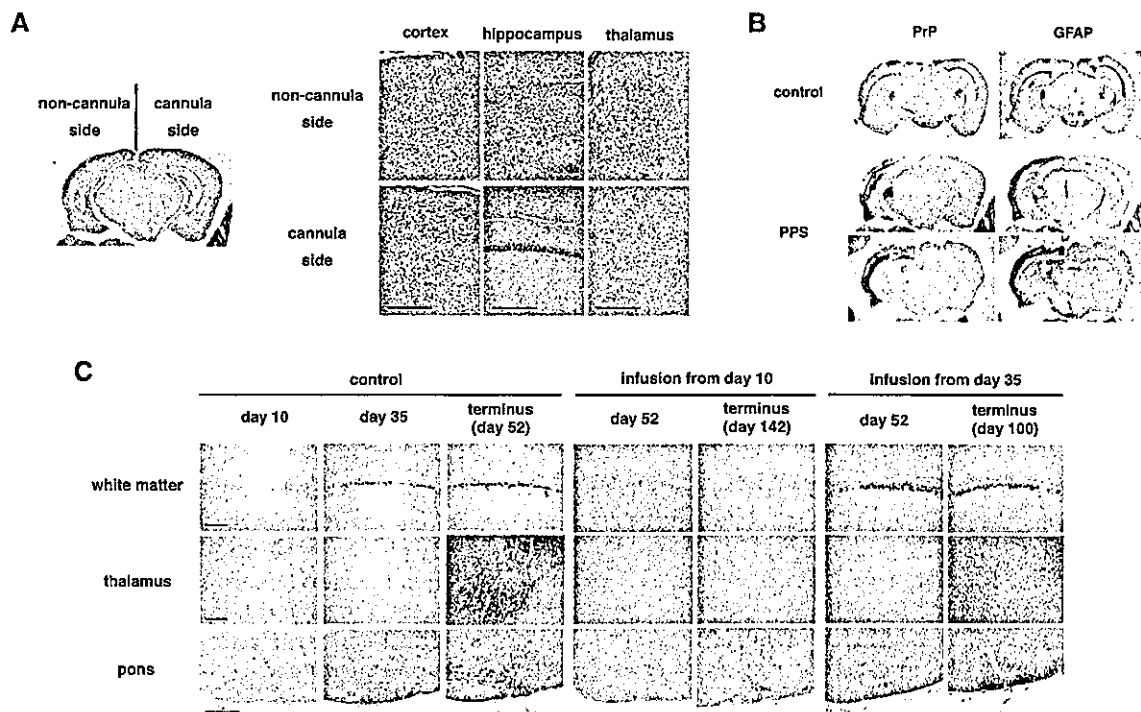 A
non-cannula
side
cannula
side
cortex
hippocampus
thalamus
non-cannula
side
cannula
side
B
PrP
GFAP
control
PPS
C
control
infusion from day 10
infusion from day 35
day 10
day 35
terminus
(day 52)
day 52
terminus
(day 142)
day 52
terminus
(day 100)
white matter
thalamus
pons